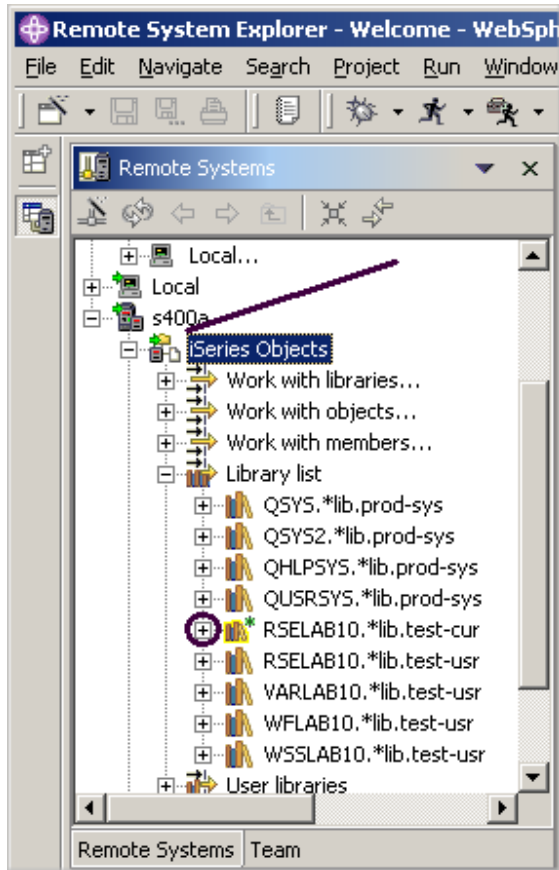 Remote System Explorer - Welcome - WebSph
File Edit Navigate Search Project Run Window
Remote Systems
Local...
Local
s400a
iSeries Objects
Work with libraries...
Work with objects...
Work with members...
Library list
QSYS.*lib.prod-sys
QSYS2.*lib.prod-sys
QHLPSYS.*lib.prod-sys
QUSRSYS.*lib.prod-sys
RSELAB10.*lib.test-cur
RSELAB10.*lib.test-usr
VARLAB10.*lib.test-usr
WFLAB10.*lib.test-usr
WSSLAB10.*lib.test-usr
User libraries
Remote Systems Team